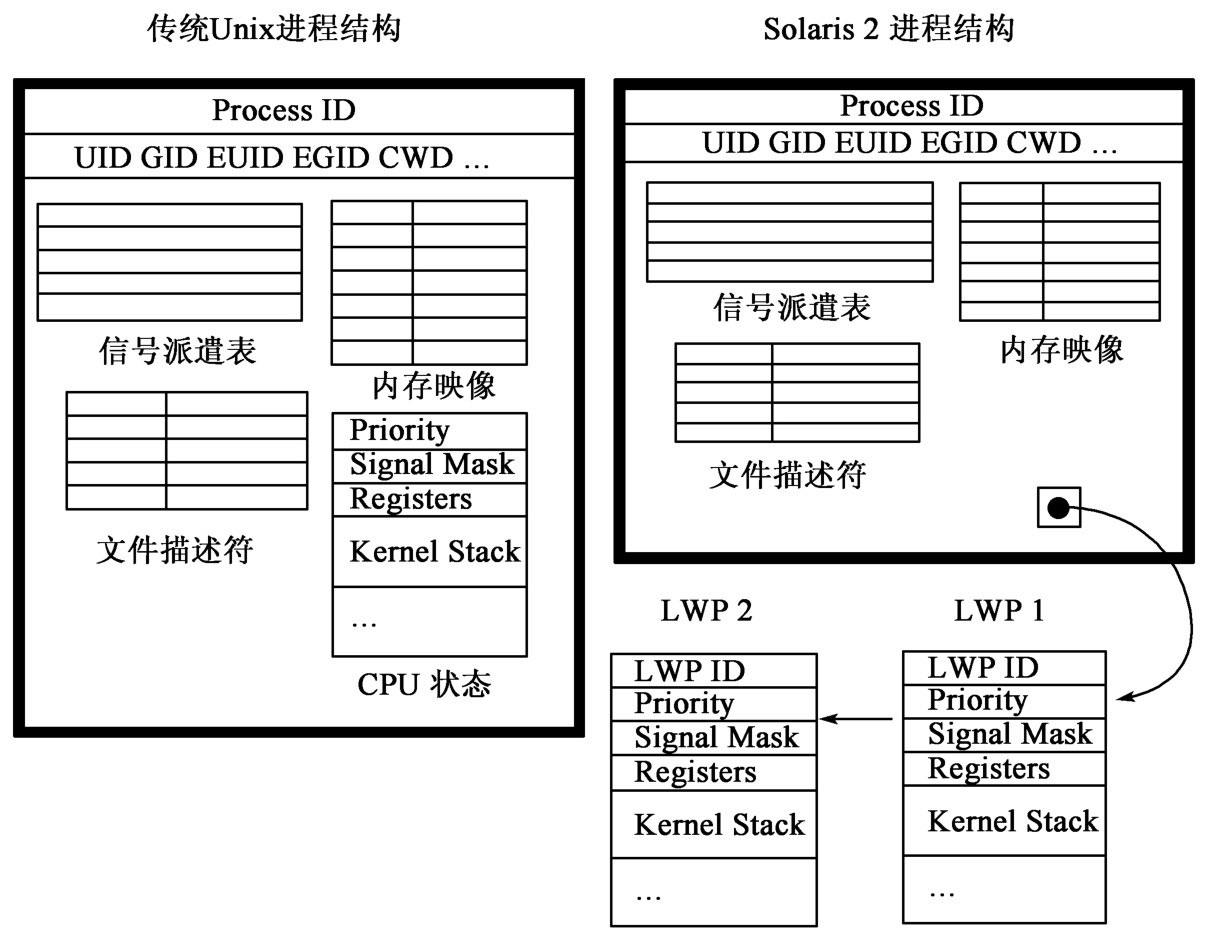 传统Unix进程结构
Process ID
UID GID EUID EGID CWD ...
信号派遣表
内存映像
文件描述符
Priority
Signal Mask
Registers
Kernel Stack
...
CPU 状态
Solaris 2 进程结构
Process ID
UID GID EUID EGID CWD ...
信号派遣表
内存映像
文件描述符
LWP 2
LWP ID
Priority
Signal Mask
Registers
Kernel Stack
...
LWP 1
LWP ID
Priority
Signal Mask
Registers
Kernel Stack
...